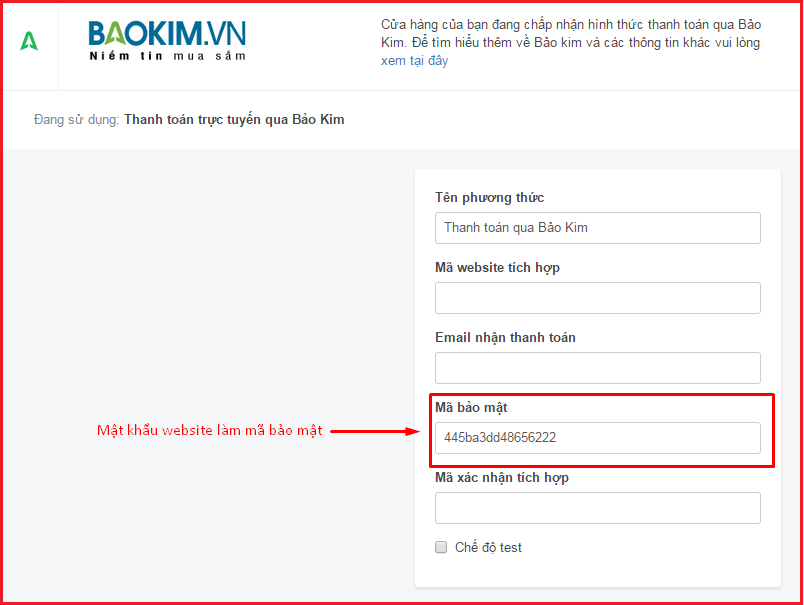 BAOKIM.VN
Niềm tin mua sắm
Cửa hàng của bạn đang chấp nhận hình thức thanh toán qua Bảo
Kim. Để tìm hiểu thêm về Bảo kim và các thông tin khác vui lòng
xem tại đây
Đang sử dụng: Thanh toán trực tuyến qua Bảo Kim
Tên phương thức
Thanh toán qua Bảo Kim
Mã website tích hợp
Email nhận thanh toán
Mã bảo mật
Mật khẩu website làm mã bảo mật
445ba3dd48656222
Mã xác nhận tích hợp
Chế độ test